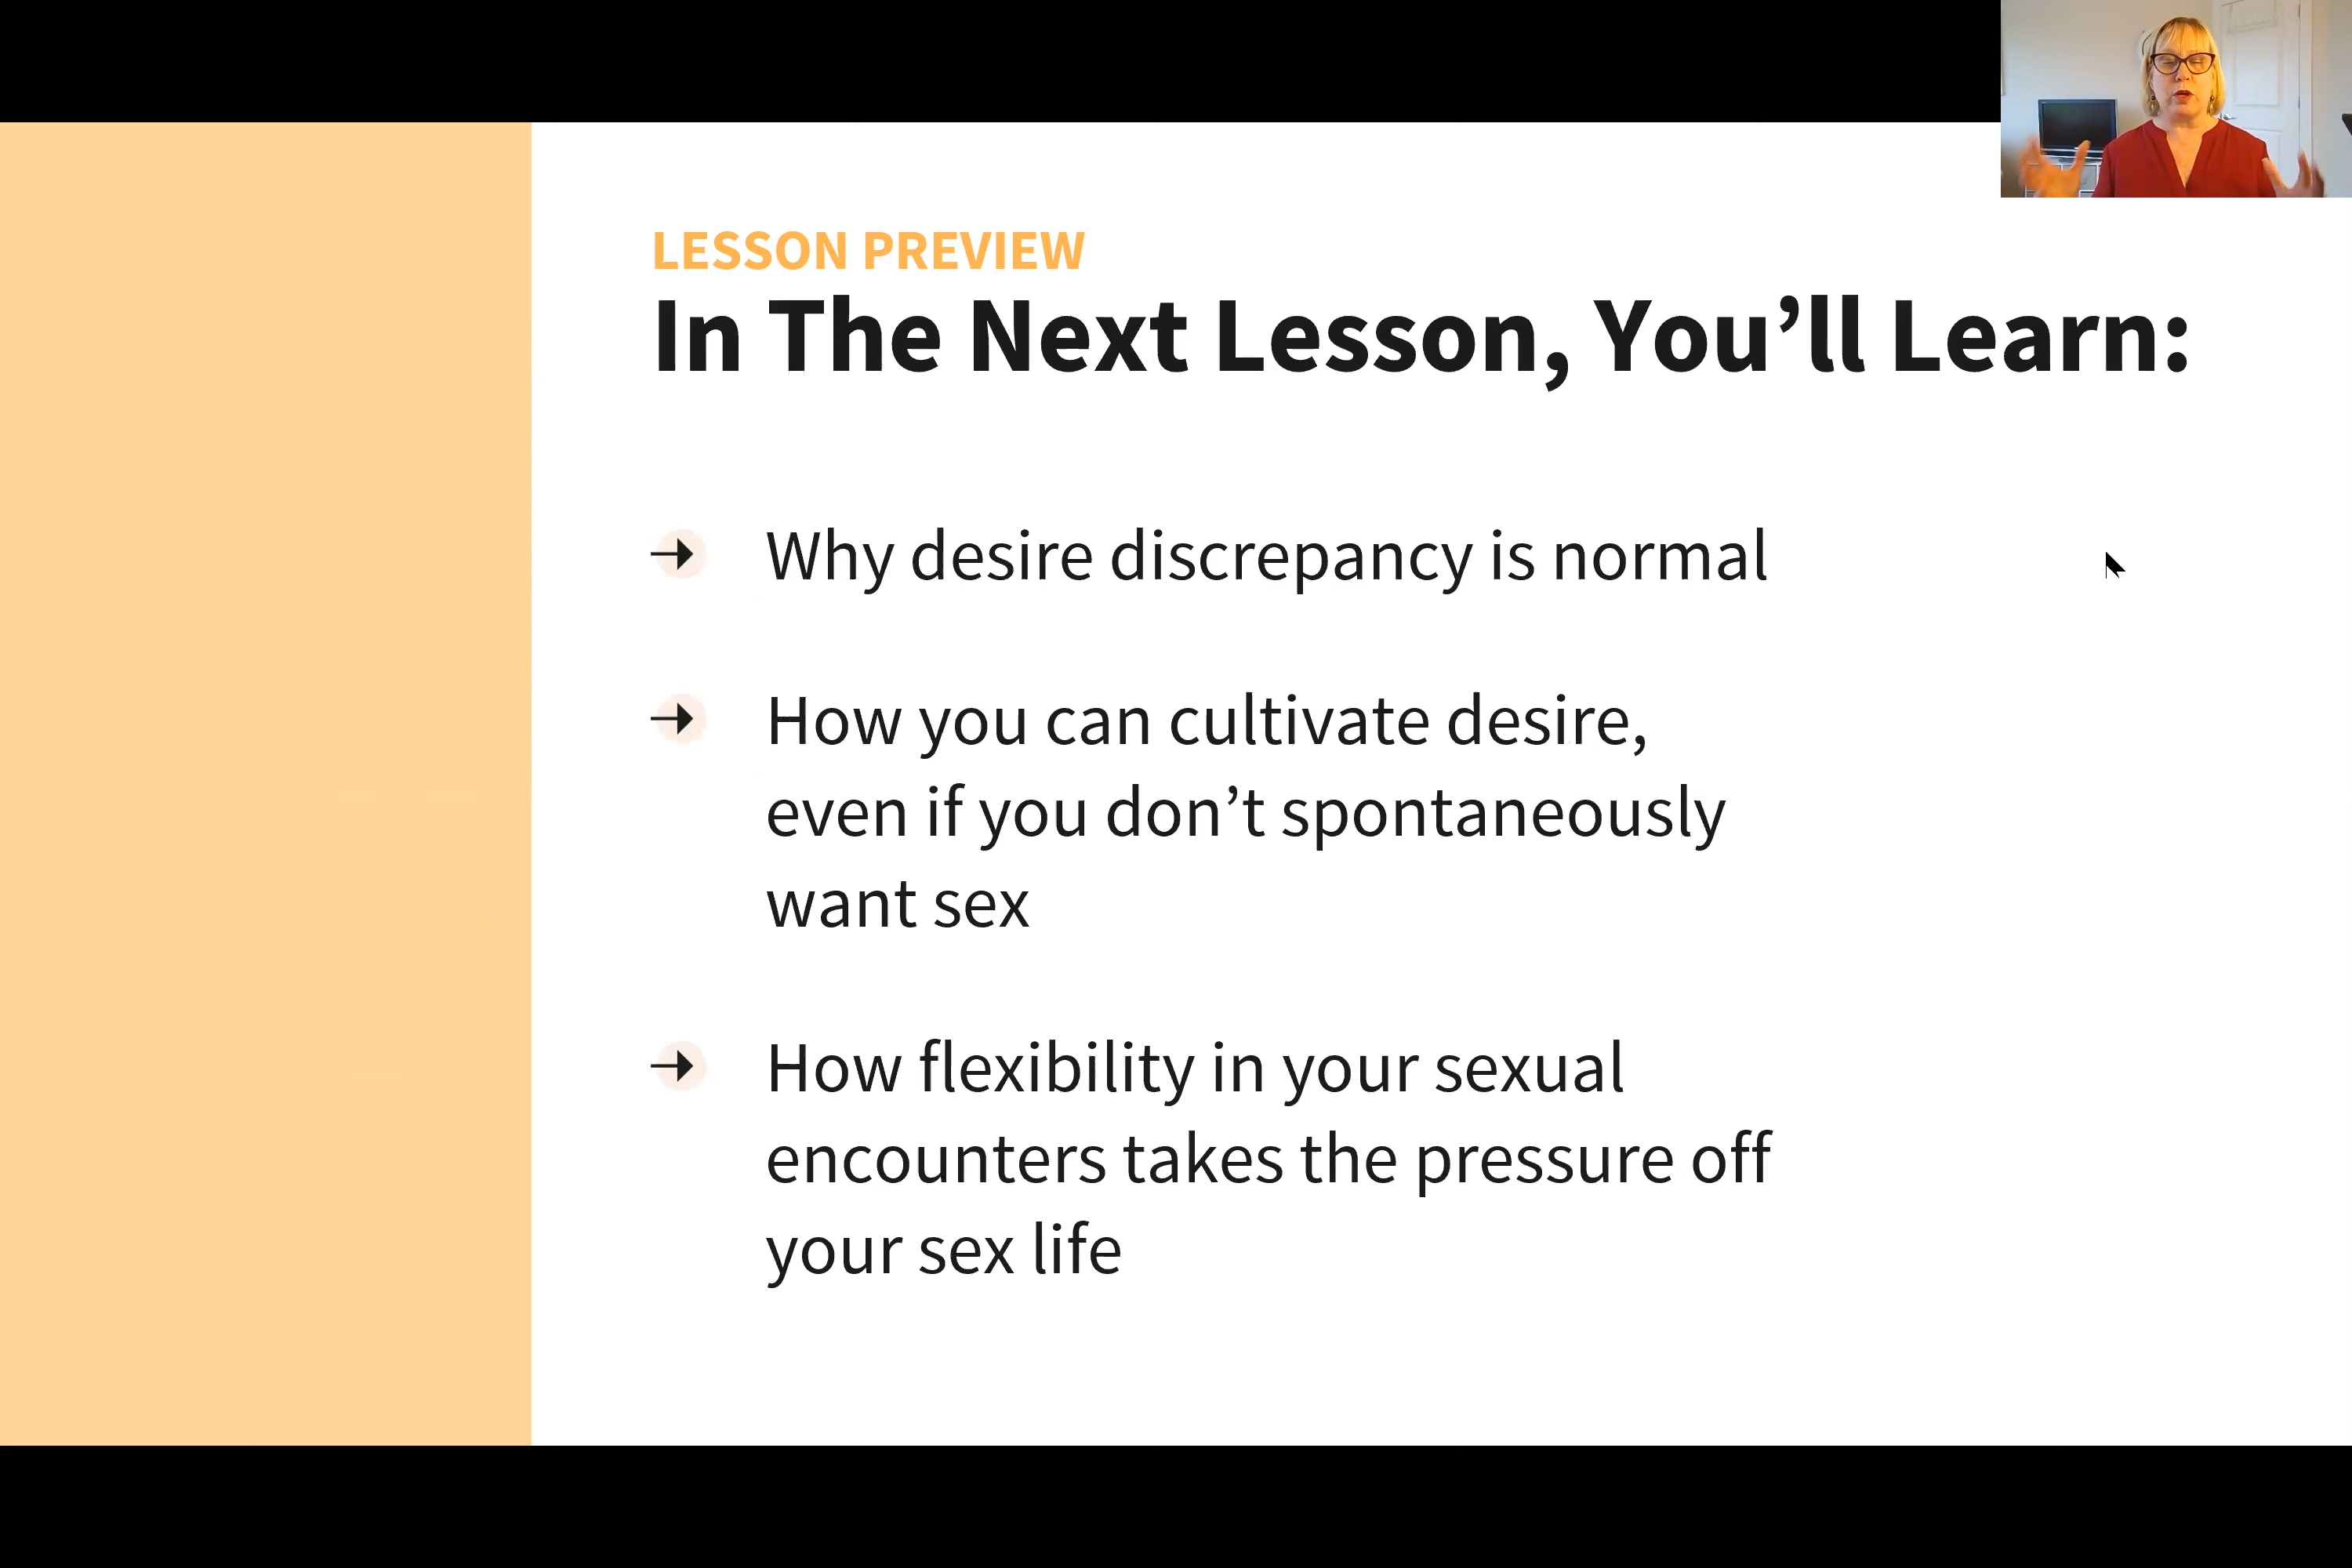 LESSON PREVIEW
In The Next Lesson, You’ll Learn:
Why desire discrepancy is normal
How you can cultivate desire,
even if you don’t spontaneously
want sex
How flexibility in your sexual
encounters takes the pressure off
your sex life